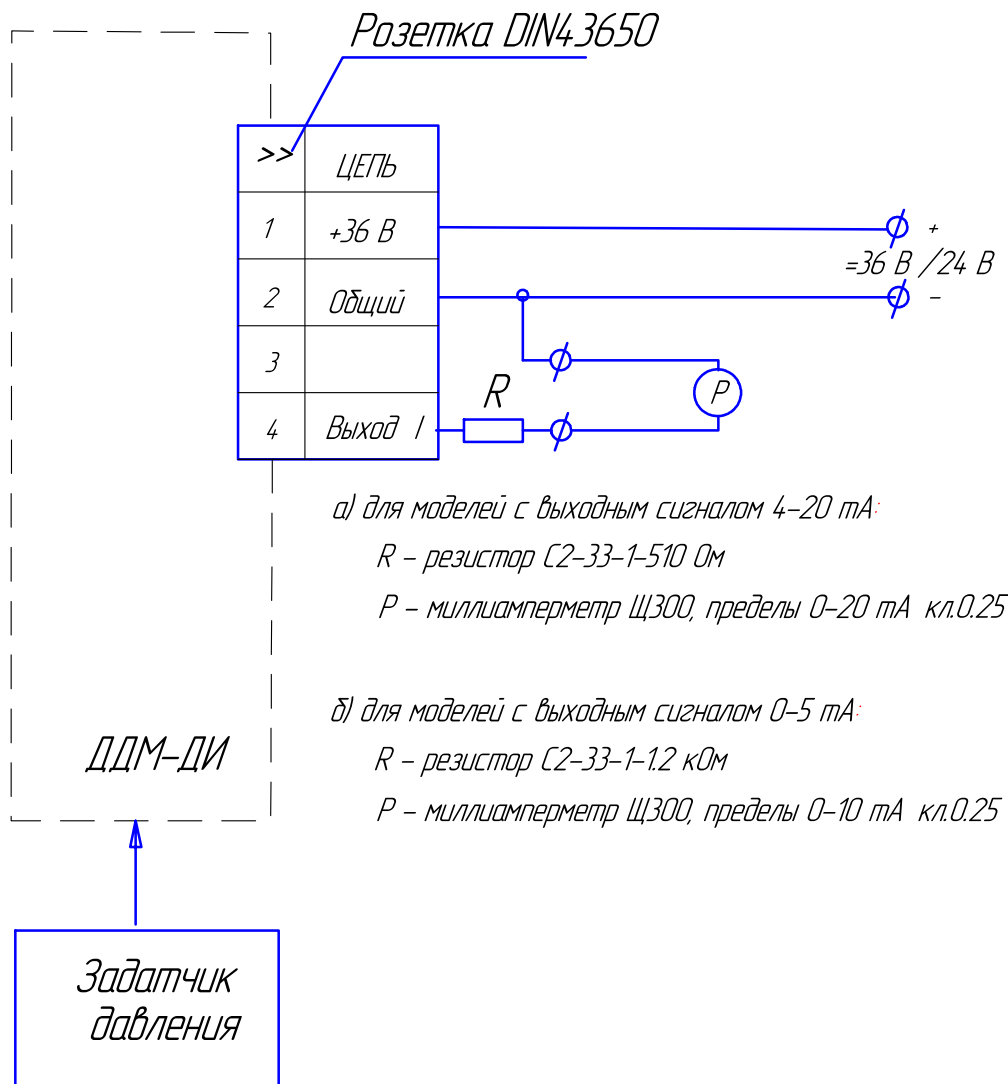 Розетка DIN43650
>> ЦЕПЬ
1 +36 В
+
=36 В /24 В
2 Общий
–
3
P
R
4 Выход I
а) для моделей с выходным сигналом 4–20 mA:
R – резистор С2–33–1–510 Ом
P – миллиамперметр Щ300, пределы 0–20 mA кл.0.25
б) для моделей с выходным сигналом 0–5 mA:
R – резистор С2–33–1–1.2 кОм
P – миллиамперметр Щ300, пределы 0–10 mA кл.0.25
ДДМ–ДИ
Задатчик
давления